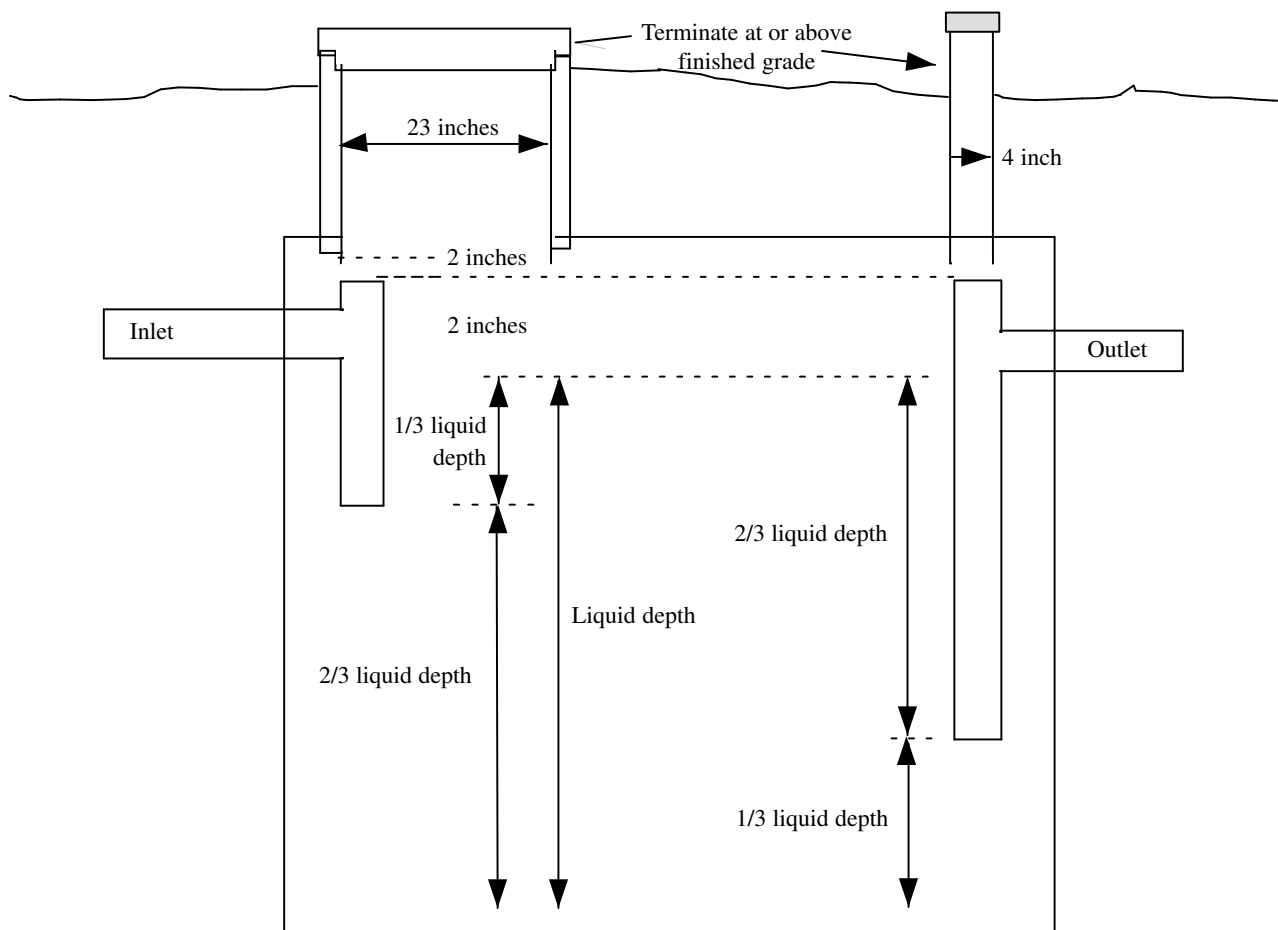 Terminate at or above
finished grade
23 inches
4 inch
2 inches
2 inches
Inlet
Outlet
1/3 liquid
depth
2/3 liquid depth
Liquid depth
2/3 liquid depth
1/3 liquid depth